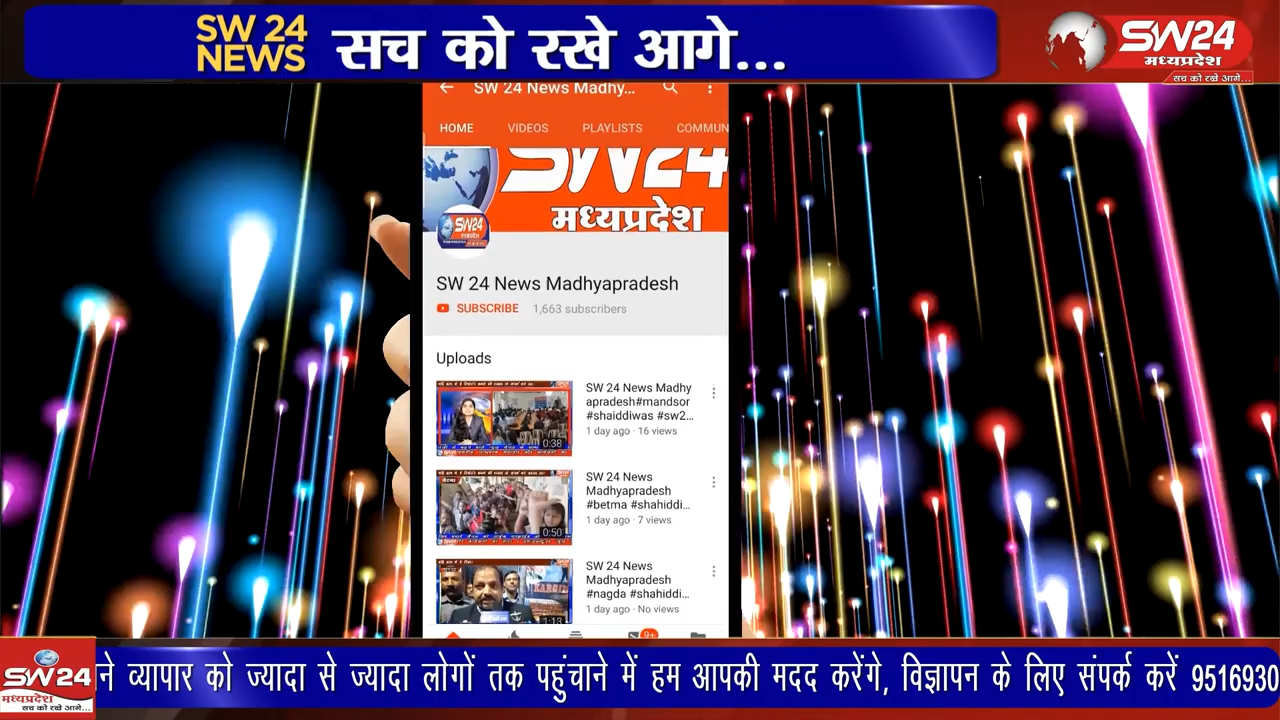 SW 24
NEWS
सच को रखे आगे...
SW24
मध्यप्रदेश
सच को रखे आगे...
SW 24 News Madhy...
HOME VIDEOS PLAYLISTS COMMUN
SW24
मध्यप्रदेश
SW24
SW 24 News Madhyapradesh
SUBSCRIBE 1,663 subscribers
Uploads
SW 24 News Madhy
apradesh#mandsor
#shaiddiwas #sw2...
1 day ago · 16 views
0:38
SW 24 News
Madhyapradesh
#betma #shahiddi...
1 day ago · 7 views
0:50
SW 24 News
Madhyapradesh
#nagda #shahiddi...
1 day ago · No views
1:13
9+
SW24
मध्यप्रदेश
सच को रखे आगे...
ने व्यापार को ज्यादा से ज्यादा लोगों तक पहुंचाने में हम आपकी मदद करेंगे, विज्ञापन के लिए संपर्क करें 9516930